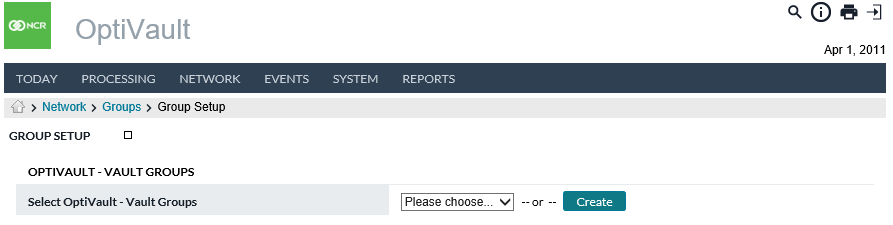 NCR
OptiVault
Apr 1, 2011
TODAY PROCESSING NETWORK EVENTS SYSTEM REPORTS
Network Groups Group Setup
GROUP SETUP
OPTIVAULT - VAULT GROUPS
Select OptiVault - Vault Groups Please choose... -- or -- Create